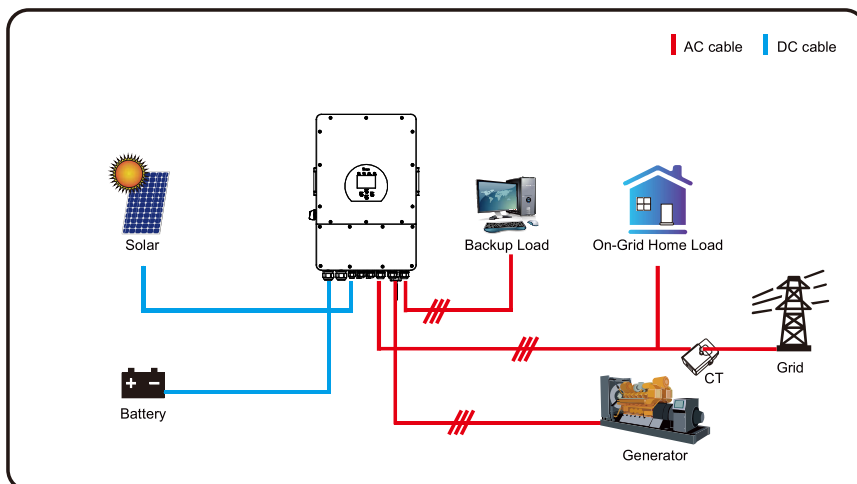 AC cable
DC cable
Solar
Backup Load
On-Grid Home Load
CT
Grid
Battery
Generator